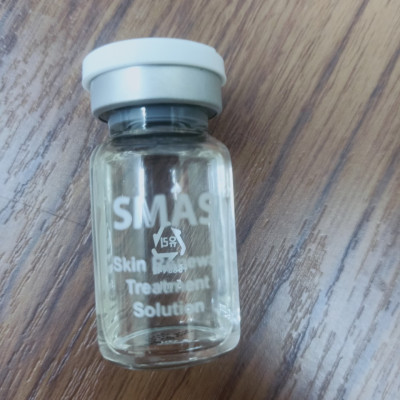 SMAS
Skin
Treatment
Solution